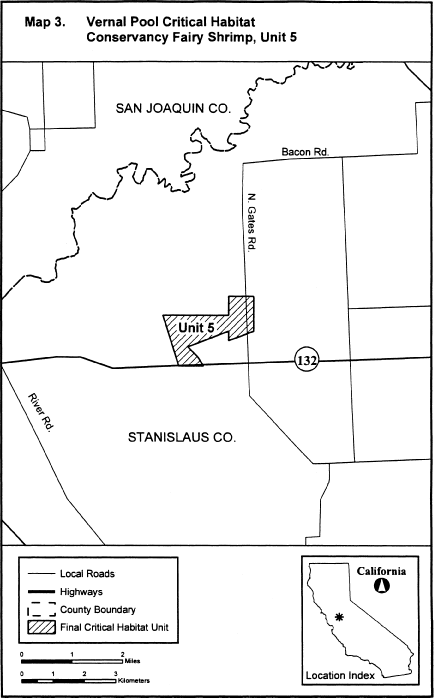 Map 3. Vernal Pool Critical Habitat
Conservancy Fairy Shrimp, Unit 5
SAN JOAQUIN CO.
Bacon Rd.
N. Gates Rd.
Unit 5
132
River Rd.
STANISLAUS CO.
Local Roads
Highways
County Boundary
Final Critical Habitat Unit
0 1 2
Miles
0 1 2 3
Kilometers
California
Location Index